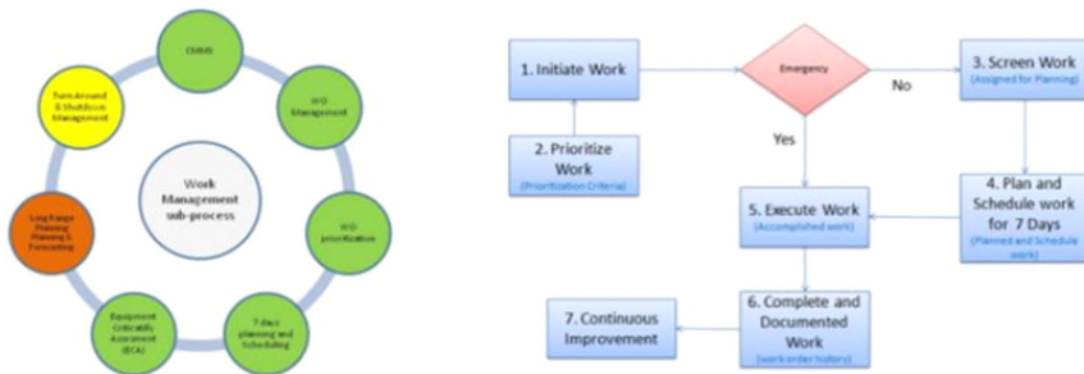 CMMS
WO
Management
WO
prioritization
7 days
planning and
Scheduling
Equipment
Criticality
Assesment
(ECA)
Long Range
Planning
Planning &
Forecasting
Turn Around
& Shutdown
Management
Work
Management
sub-process
1. Initiate Work
2. Prioritize
Work
(Prioritization Criteria)
Emergency
No
Yes
3. Screen Work
(Assigned for Planning)
4. Plan and
Schedule work
for 7 Days
(Planned and Schedule
work)
5. Execute Work
(Accomplished work)
6. Complete and
Documented
Work
(work order history)
7. Continuous
Improvement